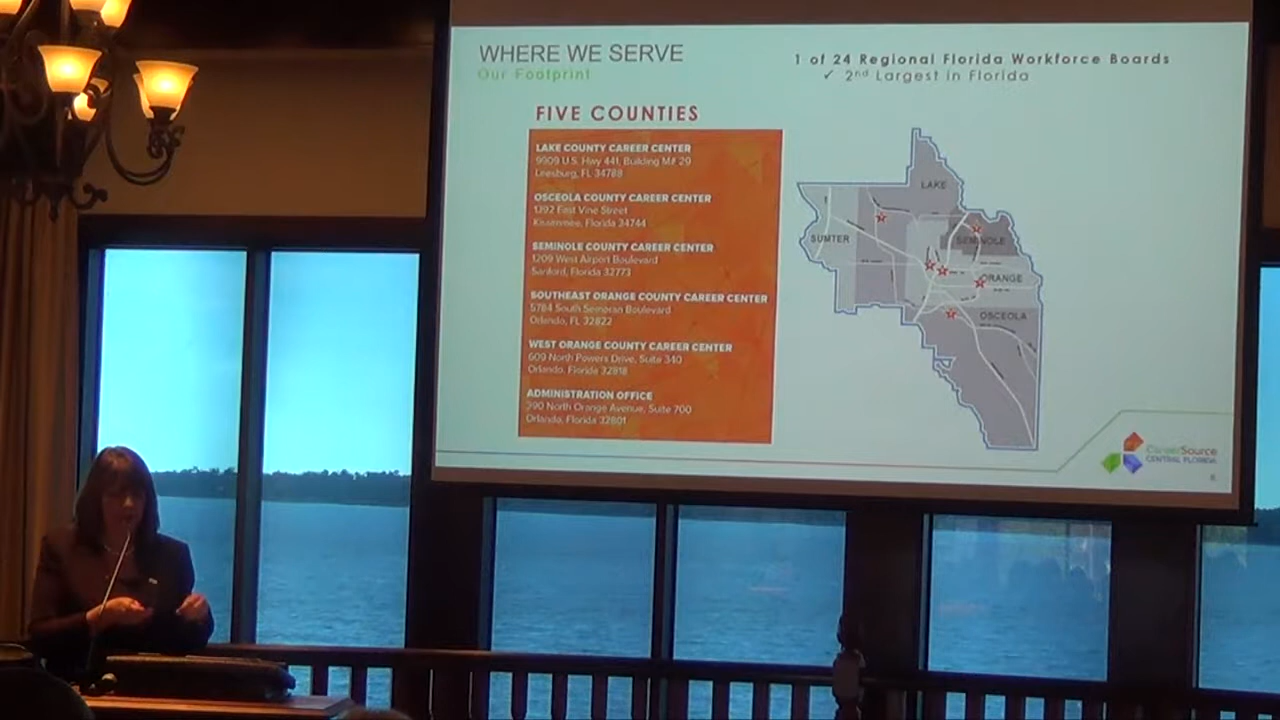 WHERE WE SERVE
Our Footprint
1 of 24 Regional Florida Workforce Boards
✓ 2nd Largest in Florida
FIVE COUNTIES
LAKE COUNTY CAREER CENTER
9909 U.S. Hwy 441, Building M# 29
Leesburg, FL 34788
OSCEOLA COUNTY CAREER CENTER
1392 East Vine Street
Kissimmee, Florida 34744
SEMINOLE COUNTY CAREER CENTER
1209 West Airport Boulevard
Sanford, Florida 32773
SOUTHEAST ORANGE COUNTY CAREER CENTER
5784 South Semoran Boulevard
Orlando, FL 32822
WEST ORANGE COUNTY CAREER CENTER
609 North Powers Drive, Suite 340
Orlando, Florida 32818
ADMINISTRATION OFFICE
390 North Orange Avenue, Suite 700
Orlando, Florida 32801
LAKE
SUMTER
SEMINOLE
ORANGE
OSCEOLA
CareerSource
CENTRAL FLORIDA